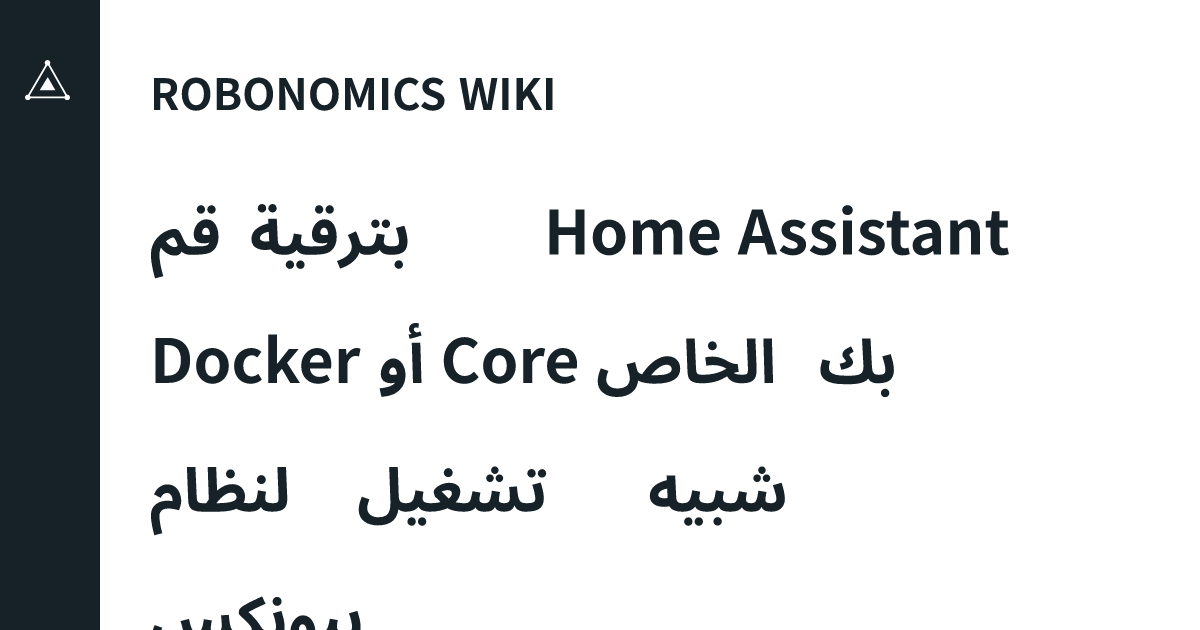 ROBONOMICS WIKI
قم بترقية Home Assistant
Docker أو Core الخاص بك
لنظام تشغيل شبيه